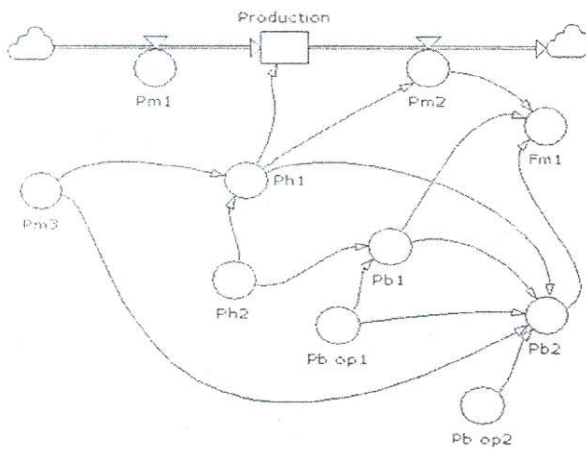 Production
Pm1
Pm2
Fm1
Ph1
Pm3
Pb1
Ph2
Pb op1
Pb2
Pb op2